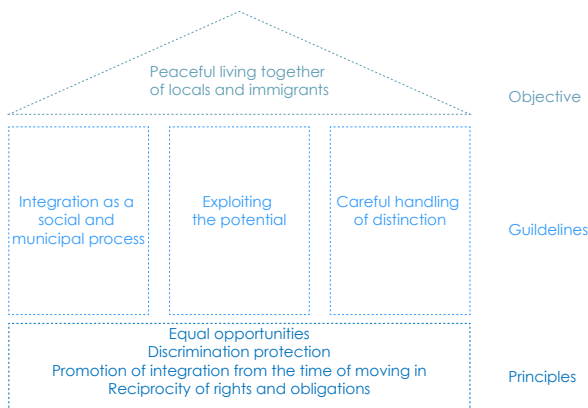 Peaceful living together
of locals and immigrants
Objective
Integration as a
social and
municipal process
Exploiting
the potential
Careful handling
of distinction
Guildelines
Equal opportunities
Discrimination protection
Promotion of integration from the time of moving in
Reciprocity of rights and obligations
Principles